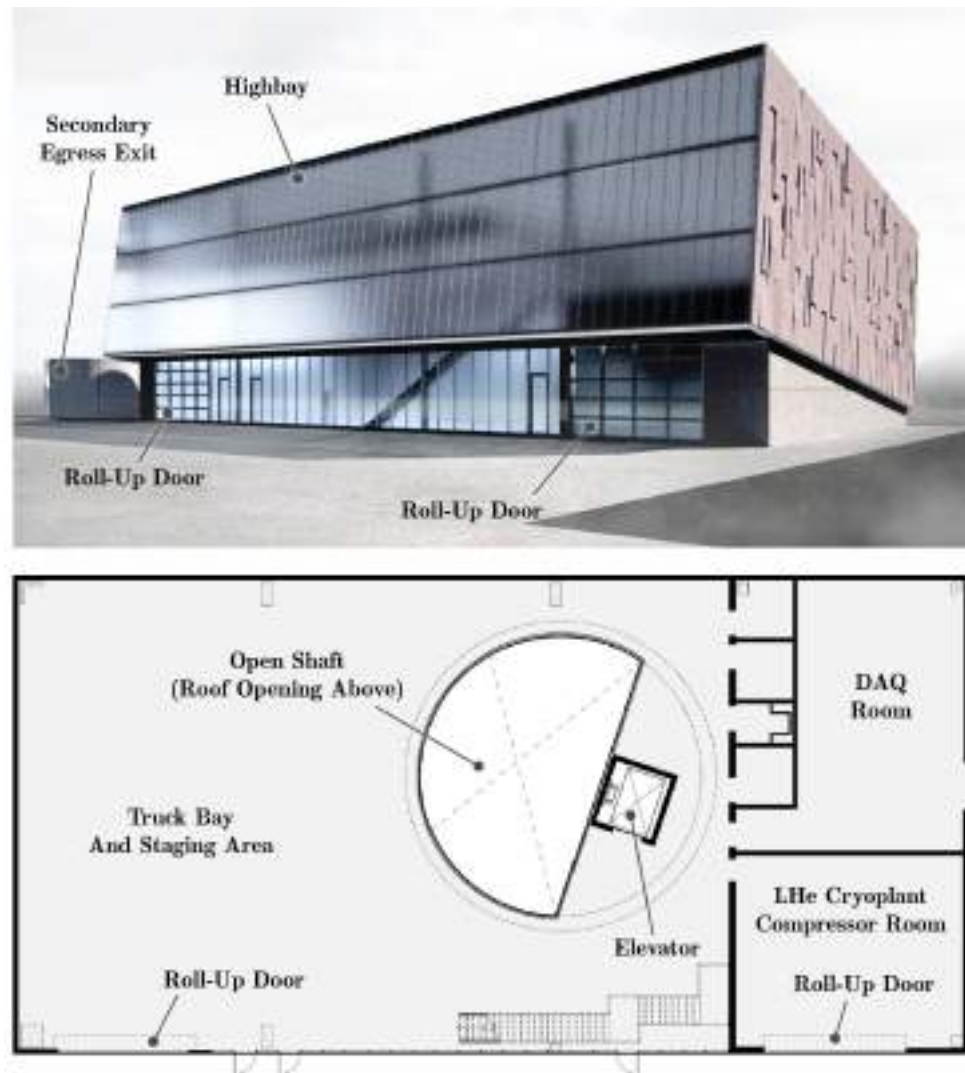 Highbay
Secondary
Egress Exit
Roll-Up Door
Roll-Up Door
Open Shaft
(Roof Opening Above)
DAQ
Room
Truck Bay
And Staging Area
LHe Cryoplant
Compressor Room
Elevator
Roll-Up Door
Roll-Up Door